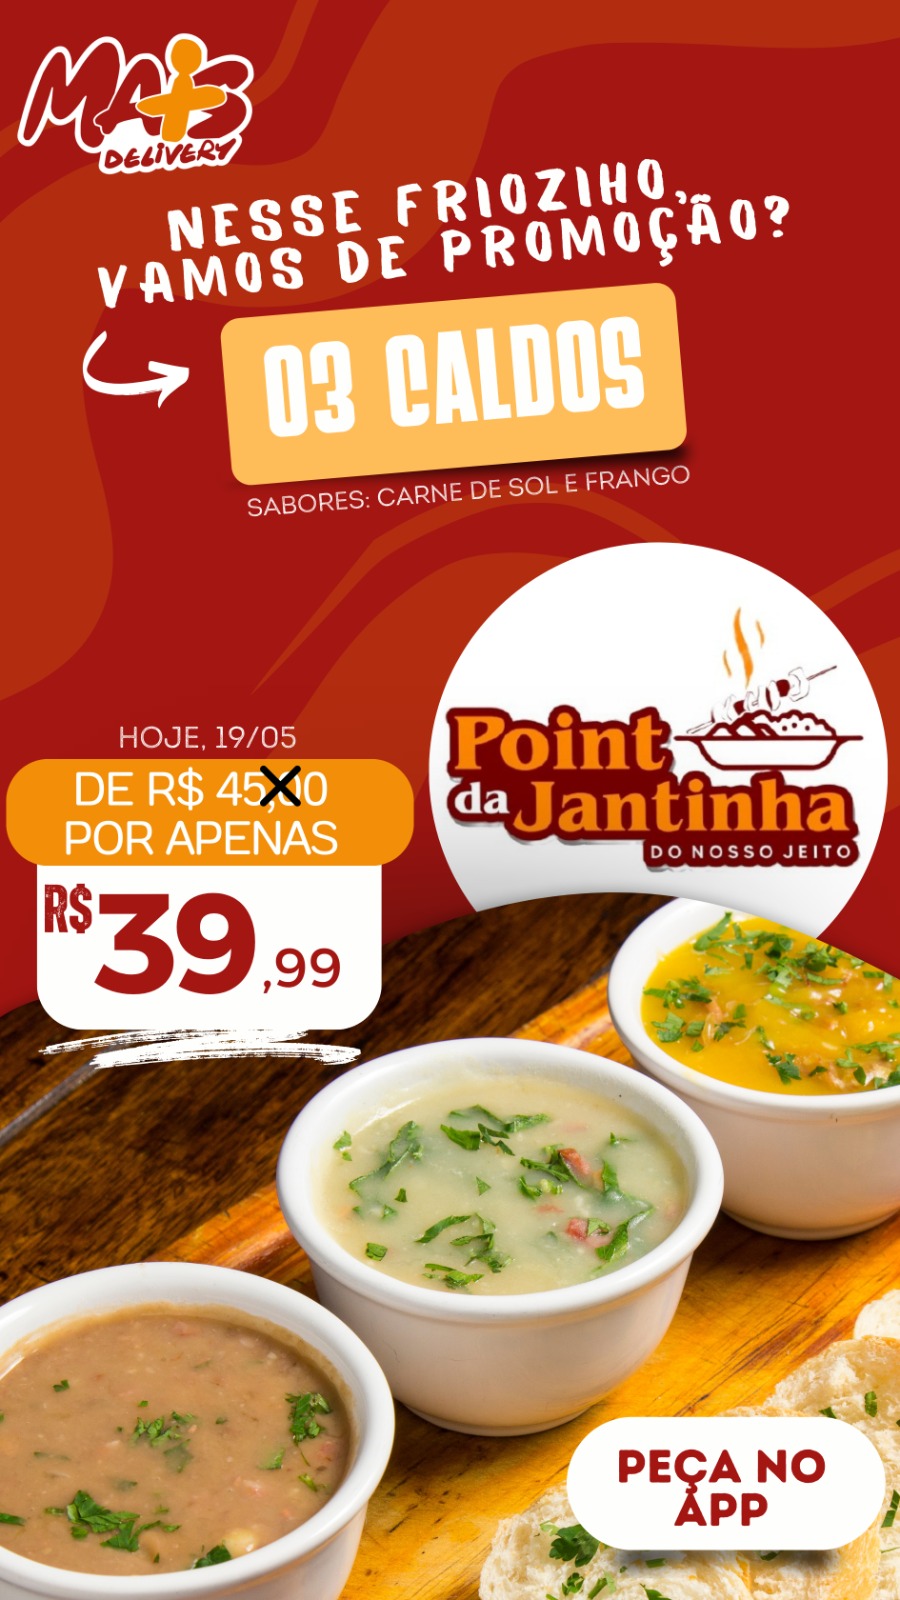 MAIS
DELIVERY
NESSE FRIOZIHO,
VAMOS DE PROMOÇÃO?
03 CALDOS
SABORES: CARNE DE SOL E FRANGO
Point
da Jantinha
DO NOSSO JEITO
HOJE, 19/05
DE R$ 45,00
POR APENAS
R$39,99
PEÇA NO
APP